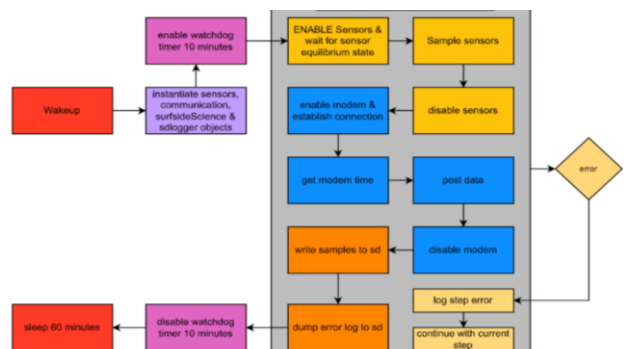 enable watchdog
timer 10 minutes
ENABLE Sensors &
wait for sensor
equilibrium state
Sample sensors
Wakeup
instantiate sensors,
communication,
surfsideScience &
sdlogger objects
enable modem &
establish connection
disable sensors
get modem time
post data
error
write samples to sd
disable modem
log step error
sleep 60 minutes
disable watchdog
timer 10 minutes
dump error log to sd
continue with current
step